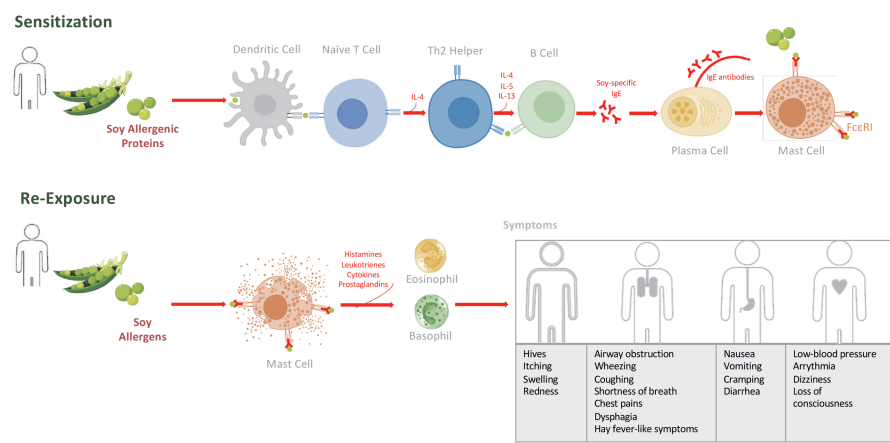 Sensitization
Dendritic Cell
Naïve T Cell
Th2 Helper
B Cell
IL-4
IL-4
IL-5
IL-13
Soy-specific
IgE
IgE antibodies
Soy Allergenic
Proteins
Plasma Cell
Mast Cell
FcεRI
Re-Exposure
Symptoms
Histamines
Leukotrienes
Cytokines
Prostaglandins
Eosinophil
Basophil
Soy
Allergens
Mast Cell
Hives
Itching
Swelling
Redness
Airway obstruction
Wheezing
Coughing
Shortness of breath
Chest pains
Dysphagia
Hay fever-like symptoms
Nausea
Vomiting
Cramping
Diarrhea
Low-blood pressure
Arrythmia
Dizziness
Loss of
consciousness